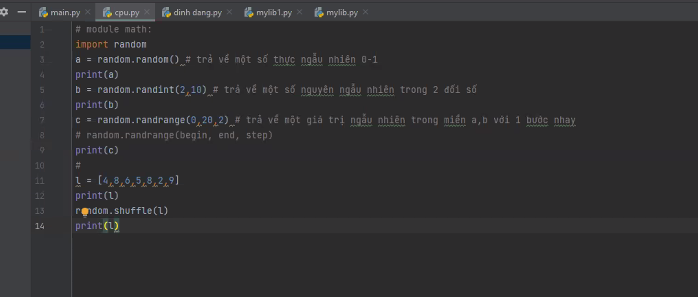 main.py cpu.py dinh dang.py mylib1.py mylib.py
1 # module math:
2 import random
3 a = random.random() # trả về một số thực ngẫu nhiên 0-1
4 print(a)
5 b = random.randint(2,10) # trả về một số nguyên ngẫu nhiên trong 2 đối số
6 print(b)
7 c = random.randrange(0,20,2) # trả về một giá trị ngẫu nhiên trong miền a,b với 1 bước nhay
8 # random.randrange(begin, end, step)
9 print(c)
10 #
11 l = [4,8,6,5,8,2,9]
12 print(l)
13 random.shuffle(l)
14 print(l)